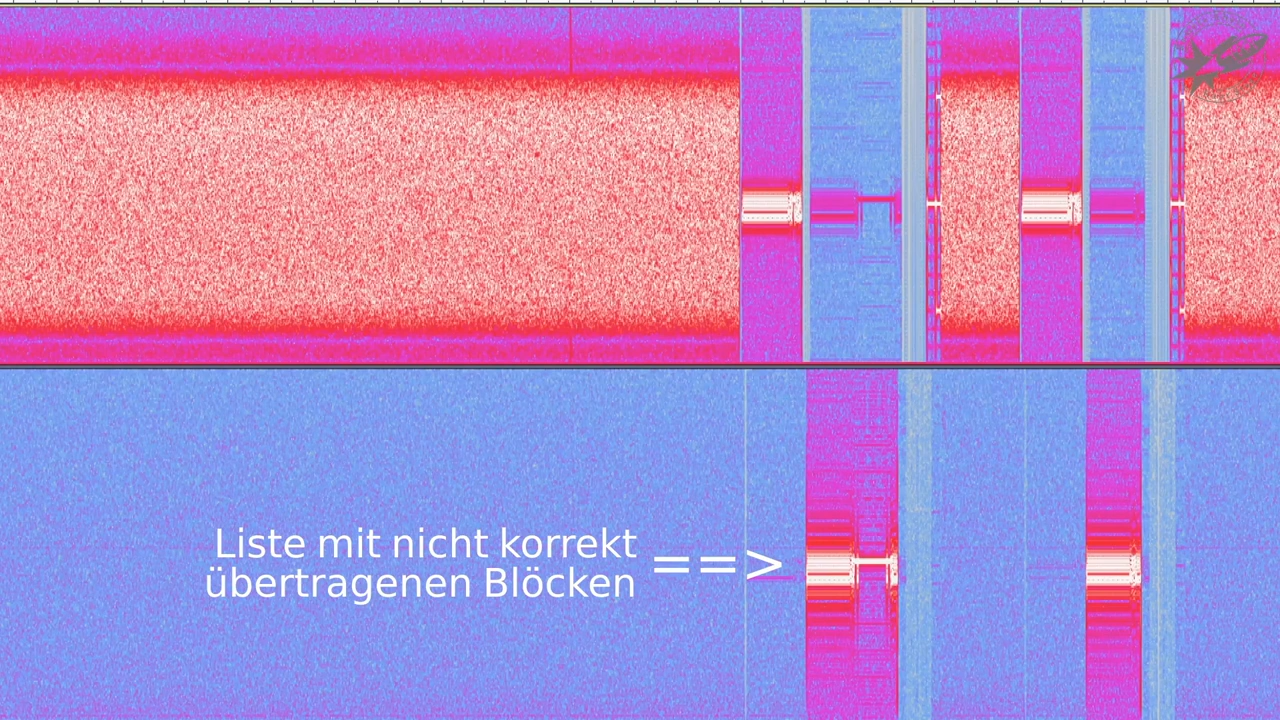 Liste mit nicht korrekt
übertragenen Blöcken ==>